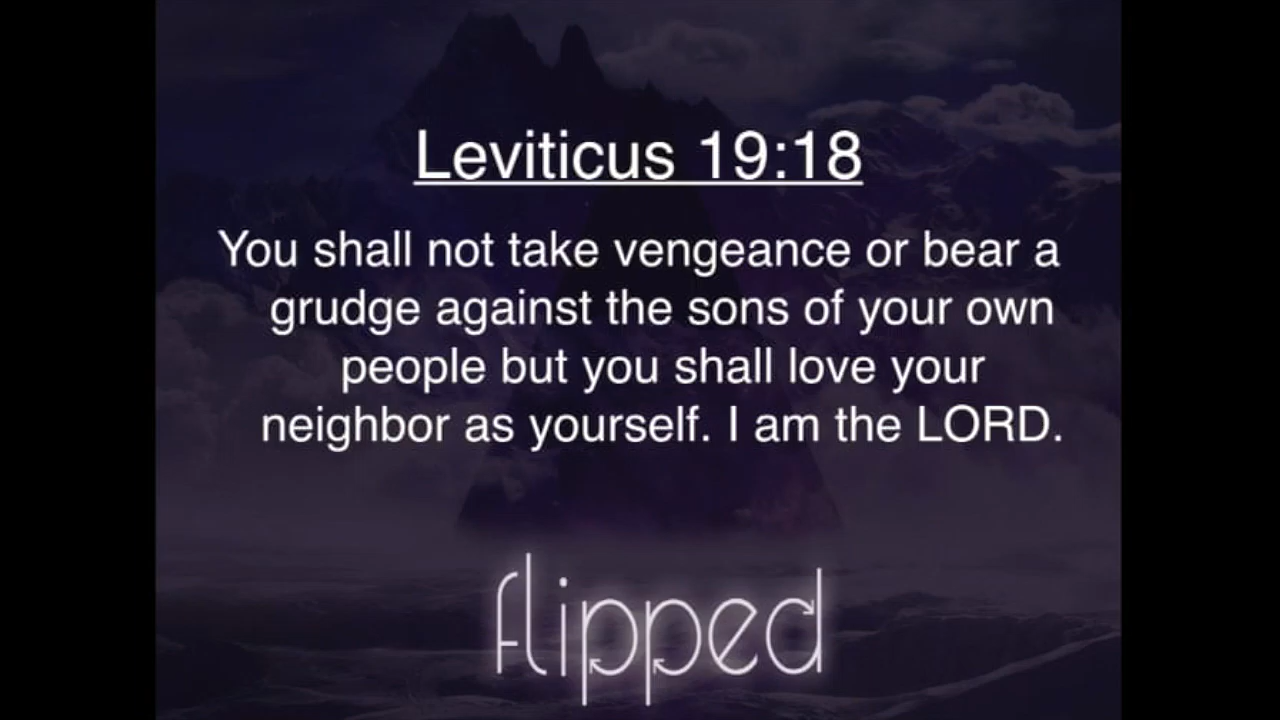 Leviticus 19:18
You shall not take vengeance or bear a
grudge against the sons of your own
people but you shall love your
neighbor as yourself. I am the LORD.
flipped